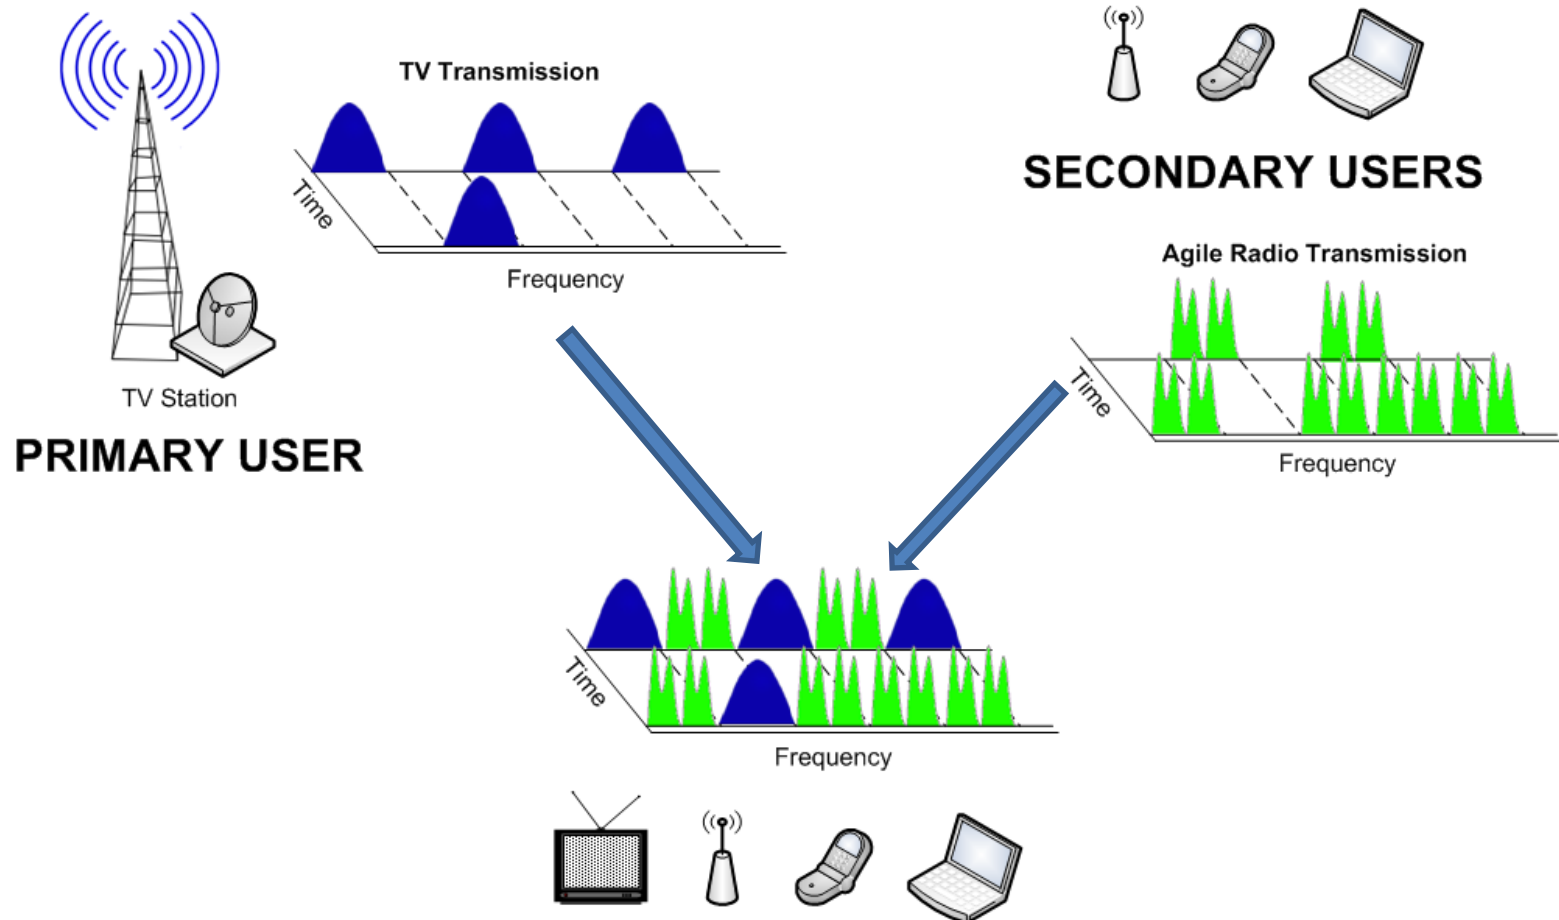 TV Transmission
Time
Frequency
TV Station
PRIMARY USER
SECONDARY USERS
Agile Radio Transmission
Time
Frequency
Time
Frequency